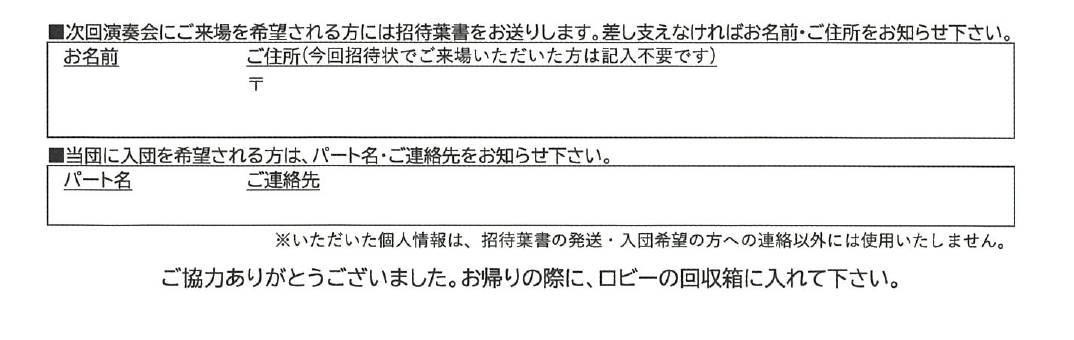 ■次回演奏会にご来場を希望される方には招待葉書をお送りします。差し支えなければお名前・ご住所をお知らせ下さい。
お名前 ご住所(今回招待状でご来場いただいた方は記入不要です)
〒
■当団に入団を希望される方は、パート名・ご連絡先をお知らせ下さい。
パート名 ご連絡先
※いただいた個人情報は、招待葉書の発送・入団希望の方への連絡以外には使用いたしません。
ご協力ありがとうございました。お帰りの際に、ロビーの回収箱に入れて下さい。